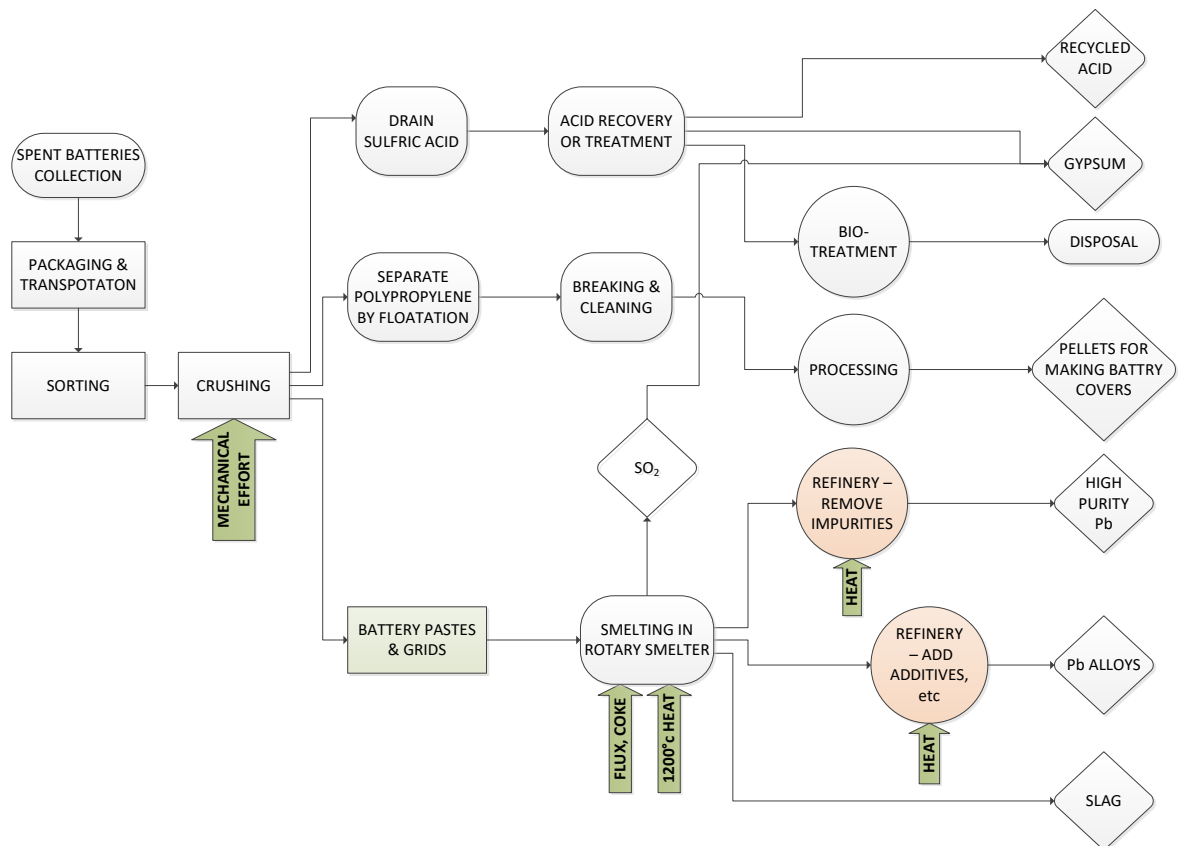 SPENT BATTERIES
COLLECTION
PACKAGING &
TRANSPOTATON
SORTING
CRUSHING
MECHANICAL
EFFORT
DRAIN
SULFRIC ACID
ACID RECOVERY
OR TREATMENT
RECYCLED
ACID
GYPSUM
BIO-
TREATMENT
DISPOSAL
SEPARATE
POLYPROPYLENE
BY FLOATATION
BREAKING &
CLEANING
PROCESSING
PELLETS FOR
MAKING BATTRY
COVERS
SO₂
REFINERY –
REMOVE
IMPURITIES
HEAT
HIGH
PURITY
Pb
BATTERY PASTES
& GRIDS
SMELTING IN
ROTARY SMELTER
FLUX, COKE
1200°c HEAT
REFINERY
– ADD
ADDITIVES,
etc
HEAT
Pb ALLOYS
SLAG